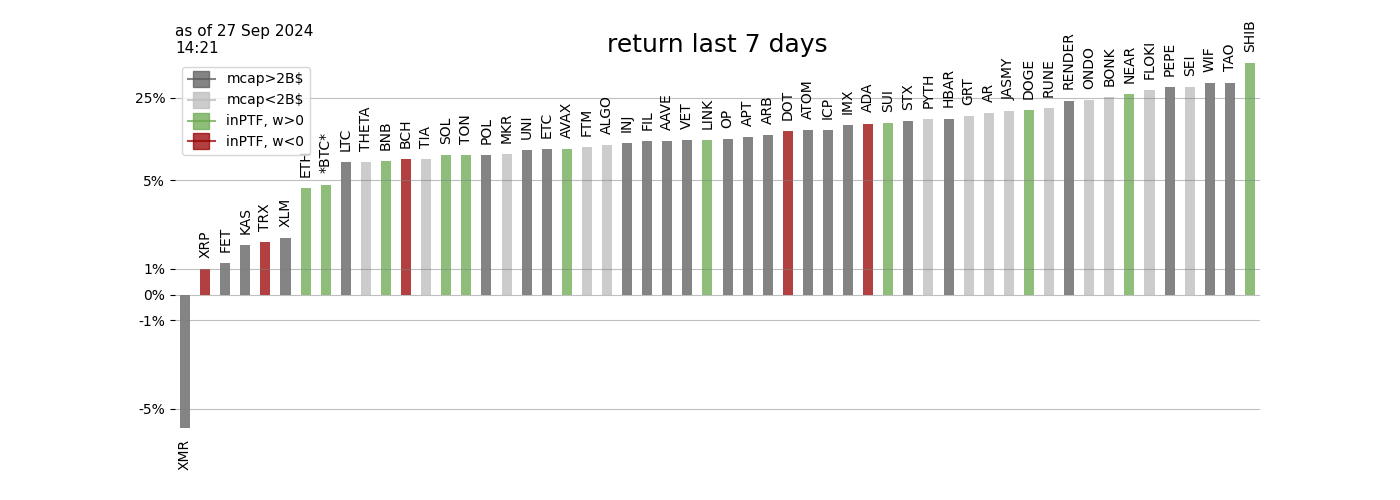 as of 27 Sep 2024
14:21
return last 7 days
mcap>2B$
mcap<2B$
inPTF, w>0
inPTF, w<0
25%
5%
1%
0%
-1%
-5%
XMR
XRP
FET
KAS
TRX
XLM
ETH
*BTC*
LTC
THETA
BNB
BCH
TIA
SOL
TON
POL
MKR
UNI
ETC
AVAX
FTM
ALGO
INJ
FIL
AAVE
VET
LINK
OP
APT
ARB
DOT
ATOM
ICP
IMX
ADA
SUI
STX
PYTH
HBAR
GRT
AR
JASMY
DOGE
RUNE
RENDER
ONDO
BONK
NEAR
FLOKI
PEPE
SEI
WIF
TAO
SHIB